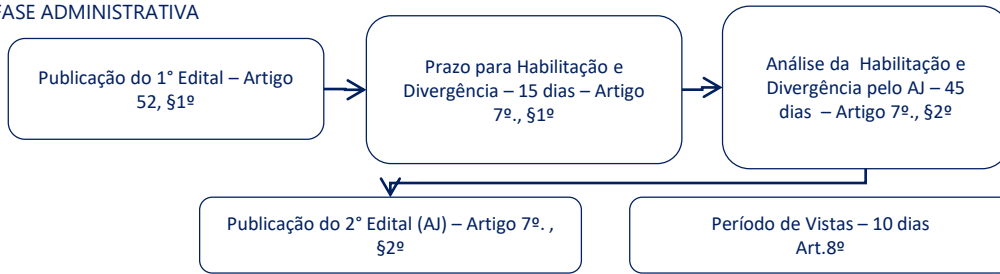 FASE ADMINISTRATIVA
Publicação do 1° Edital – Artigo
52, §1º
Prazo para Habilitação e
Divergência – 15 dias – Artigo
7º., §1º
Análise da  Habilitação e
Divergência pelo AJ – 45
dias  – Artigo 7º., §2º
Publicação do 2° Edital (AJ) – Artigo 7º. ,
§2º
Período de Vistas – 10 dias
Art.8º